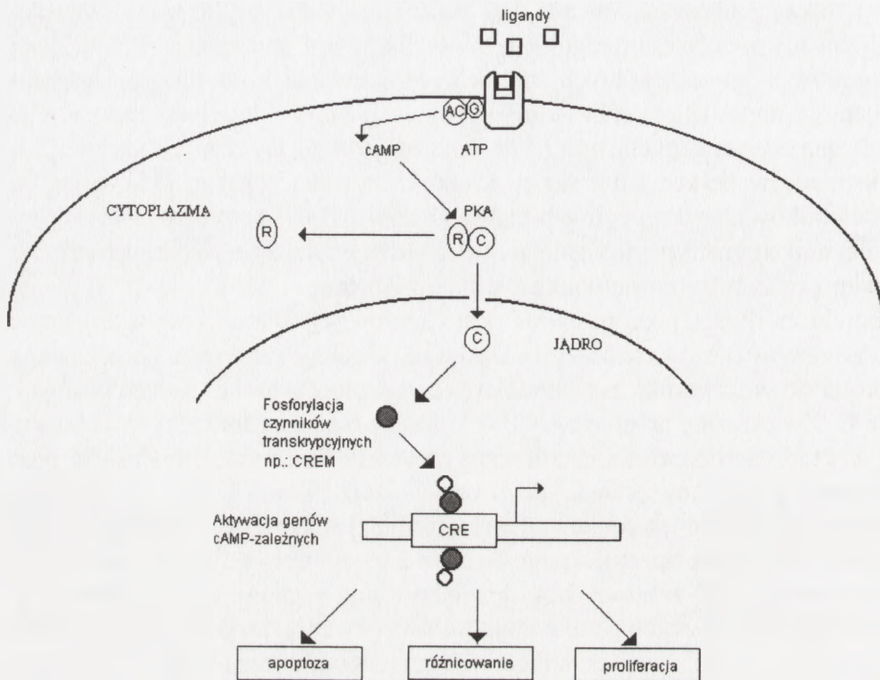 ligandy
AC G
cAMP ATP
CYTOPLAZMA
PKA
R
R C
C
JĄDRO
Fosforylacja
czynników
transkrypcyjnych
np.: CREM
Aktywacja genów
cAMP-zależnych
CRE
apoptoza
różnicowanie
proliferacja